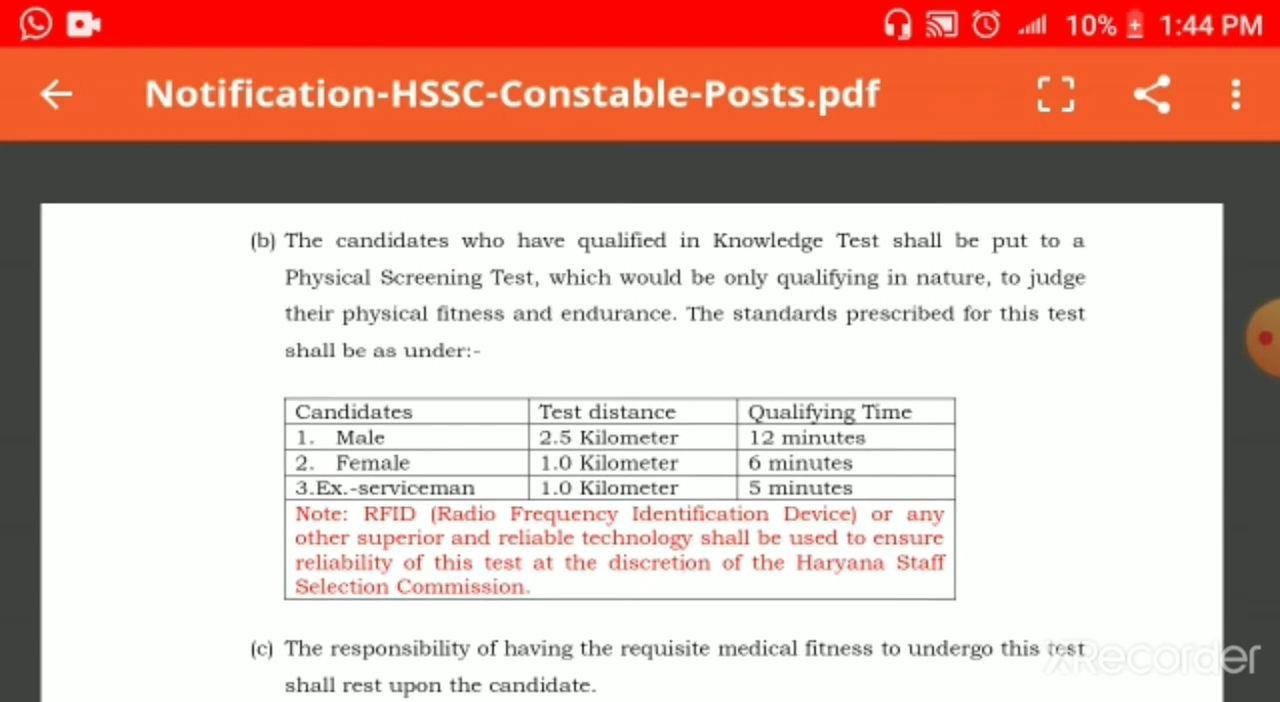 10% 1:44 PM
Notification-HSSC-Constable-Posts.pdf
(b) The candidates who have qualified in Knowledge Test shall be put to a
Physical Screening Test, which would be only qualifying in nature, to judge
their physical fitness and endurance. The standards prescribed for this test
shall be as under:-
Candidates Test distance Qualifying Time
1. Male 2.5 Kilometer 12 minutes
2. Female 1.0 Kilometer 6 minutes
3.Ex.-serviceman 1.0 Kilometer 5 minutes
Note: RFID (Radio Frequency Identification Device) or any
other superior and reliable technology shall be used to ensure
reliability of this test at the discretion of the Haryana Staff
Selection Commission.
(c) The responsibility of having the requisite medical fitness to undergo this test
shall rest upon the candidate.
XRecorder